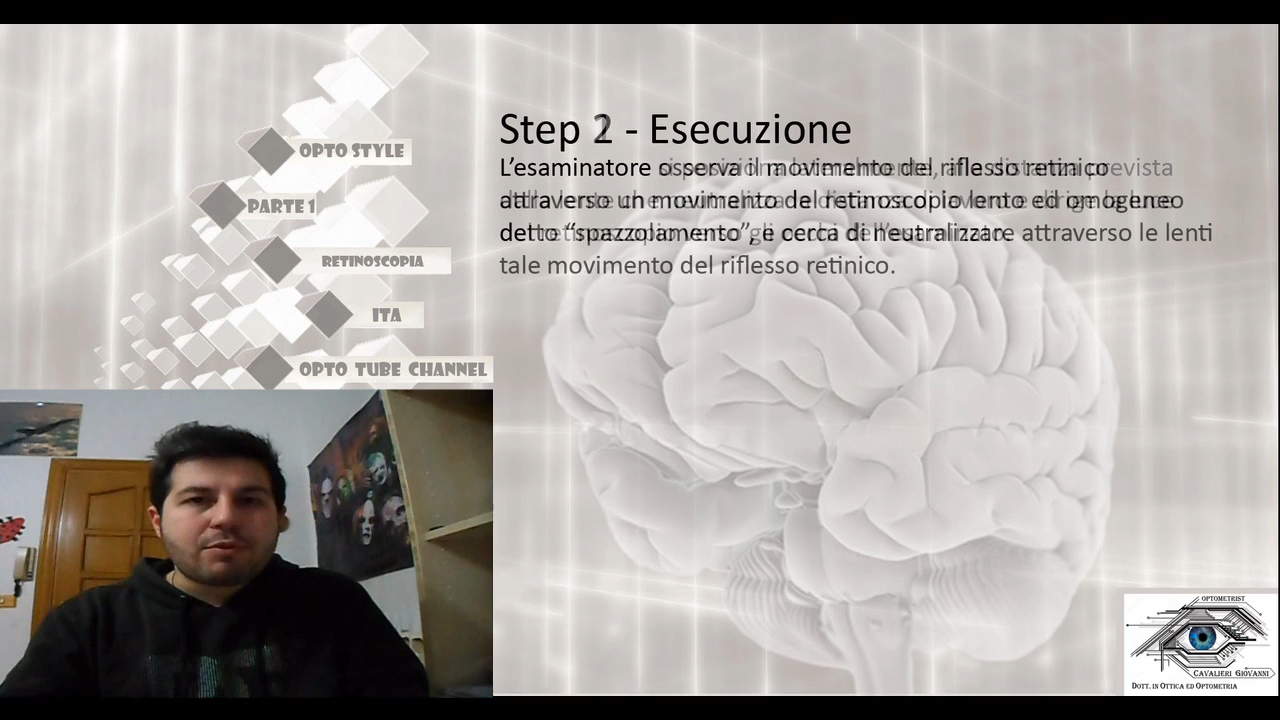 OPTO STYLE
PARTE 1
RETINOSCOPIA
ITA
OPTO TUBE CHANNEL
Step 2 - Esecuzione
L’esaminatore osserva il movimento del riflesso retinico
attraverso un movimento del retinoscopio lento ed omogeneo
detto “spazzolamento”, e cerca di neutralizzare attraverso le lenti
tale movimento del riflesso retinico.
OPTOMETRIST
CAVALIERI GIOVANNI
DOTT. IN OTTICA ED OPTOMETRIA